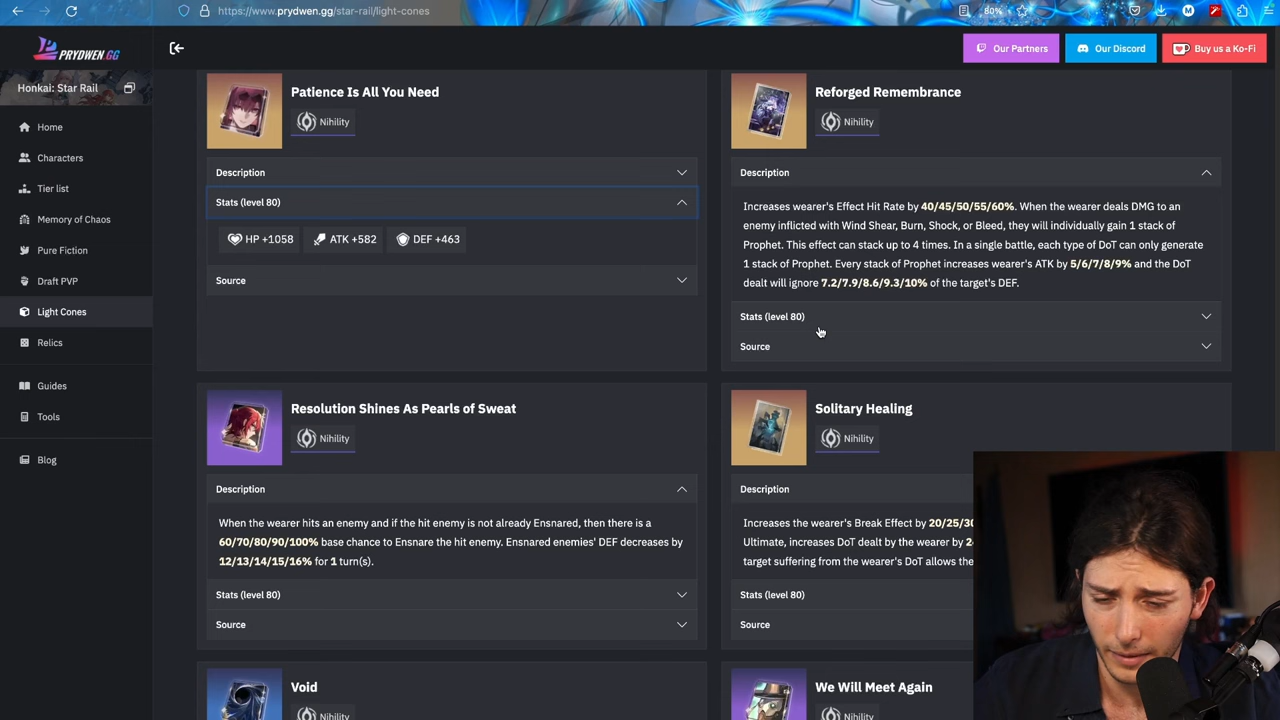 https://www.prydwen.gg/star-rail/light-cones
80%
PRYDWEN.GG
Our Partners
Our Discord
Buy us a Ko-Fi
Honkai: Star Rail
Home
Characters
Tier list
Memory of Chaos
Pure Fiction
Draft PVP
Light Cones
Relics
Guides
Tools
Blog
Patience Is All You Need
Nihility
Description
Stats (level 80)
HP +1058
ATK +582
DEF +463
Source
Reforged Remembrance
Nihility
Description
Increases wearer's Effect Hit Rate by 40/45/50/55/60%. When the wearer deals DMG to an
enemy inflicted with Wind Shear, Burn, Shock, or Bleed, they will individually gain 1 stack of
Prophet. This effect can stack up to 4 times. In a single battle, each type of DoT can only generate
1 stack of Prophet. Every stack of Prophet increases wearer's ATK by 5/6/7/8/9% and the DoT
dealt will ignore 7.2/7.9/8.6/9.3/10% of the target's DEF.
Stats (level 80)
Source
Resolution Shines As Pearls of Sweat
Nihility
Description
When the wearer hits an enemy and if the hit enemy is not already Ensnared, then there is a
60/70/80/90/100% base chance to Ensnare the hit enemy. Ensnared enemies' DEF decreases by
12/13/14/15/16% for 1 turn(s).
Stats (level 80)
Source
Solitary Healing
Nihility
Description
Increases the wearer's Break Effect by 20/25/30
Ultimate, increases DoT dealt by the wearer by 2
target suffering from the wearer's DoT allows the
Stats (level 80)
Source
Void
Nihility
We Will Meet Again
Nihility